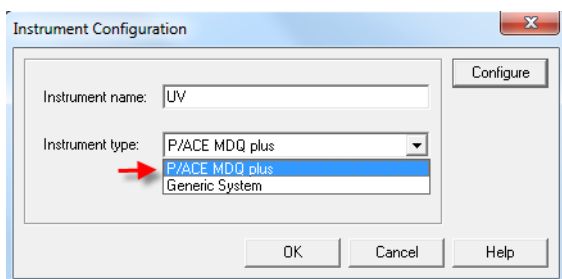 Instrument Configuration
Configure
Instrument name: UV
Instrument type: P/ACE MDQ plus
P/ACE MDQ plus
Generic System
OK Cancel Help